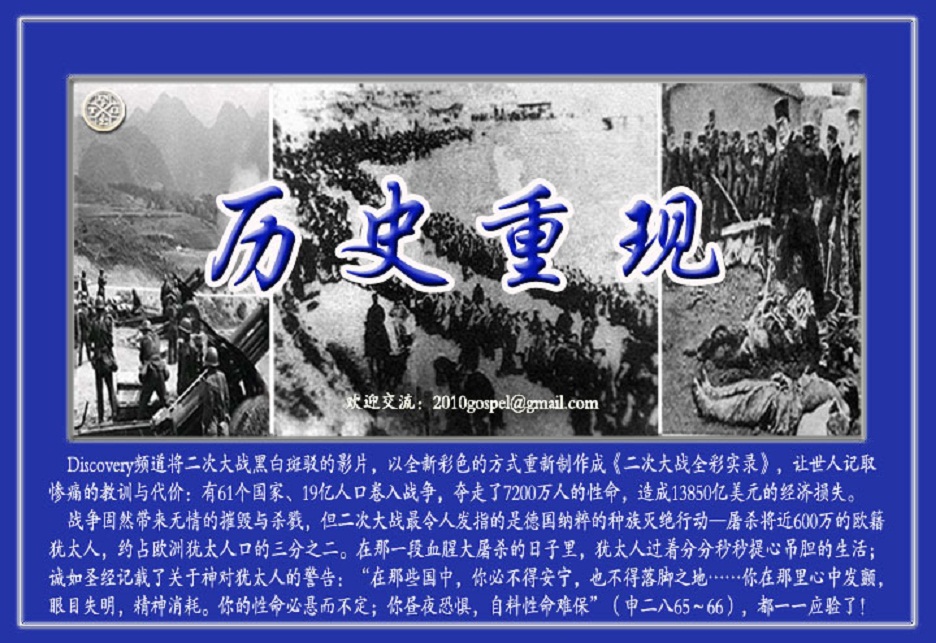 历史重现
欢迎交流：2010gospel@gmail.com
Discovery频道将二次大战黑白斑驳的影片，以全新彩色的方式重新制作成《二次大战全彩实录》，让世人记取
惨痛的教训与代价：有61个国家、19亿人口卷入战争，夺走了7200万人的性命，造成13850亿美元的经济损失。
战争固然带来无情的摧毁与杀戮，但二次大战最令人发指的是德国纳粹的种族灭绝行动—屠杀将近600万的欧籍
犹太人，约占欧洲犹太人口的三分之二。在那一段血腥大屠杀的日子里，犹太人过着分分秒秒提心吊胆的生活；
诚如圣经记载了关于神对犹太人的警告：“在那些国中，你必不得安宁，也不得落脚之地……你在那里心中发颤，
眼目失明，精神消耗。你的性命必悬而不定；你昼夜恐惧，自料性命难保”（申二八65～66），都一一应验了！